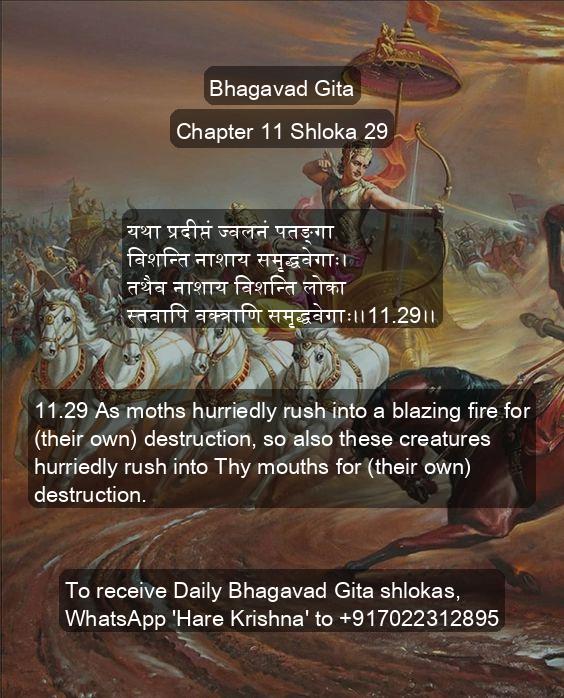 Bhagavad Gita
Chapter 11 Shloka 29
यथा प्रदीप्तं ज्वलनं पतङ्गा
विशन्ति नाशाय समृद्धवेगाः।
तथैव नाशाय विशन्ति लोका
स्तवापि वक्त्राणि समृद्धवेगाः।।11.29।।
11.29 As moths hurriedly rush into a blazing fire for
(their own) destruction, so also these creatures
hurriedly rush into Thy mouths for (their own)
destruction.
To receive Daily Bhagavad Gita shlokas,
WhatsApp 'Hare Krishna' to +917022312895